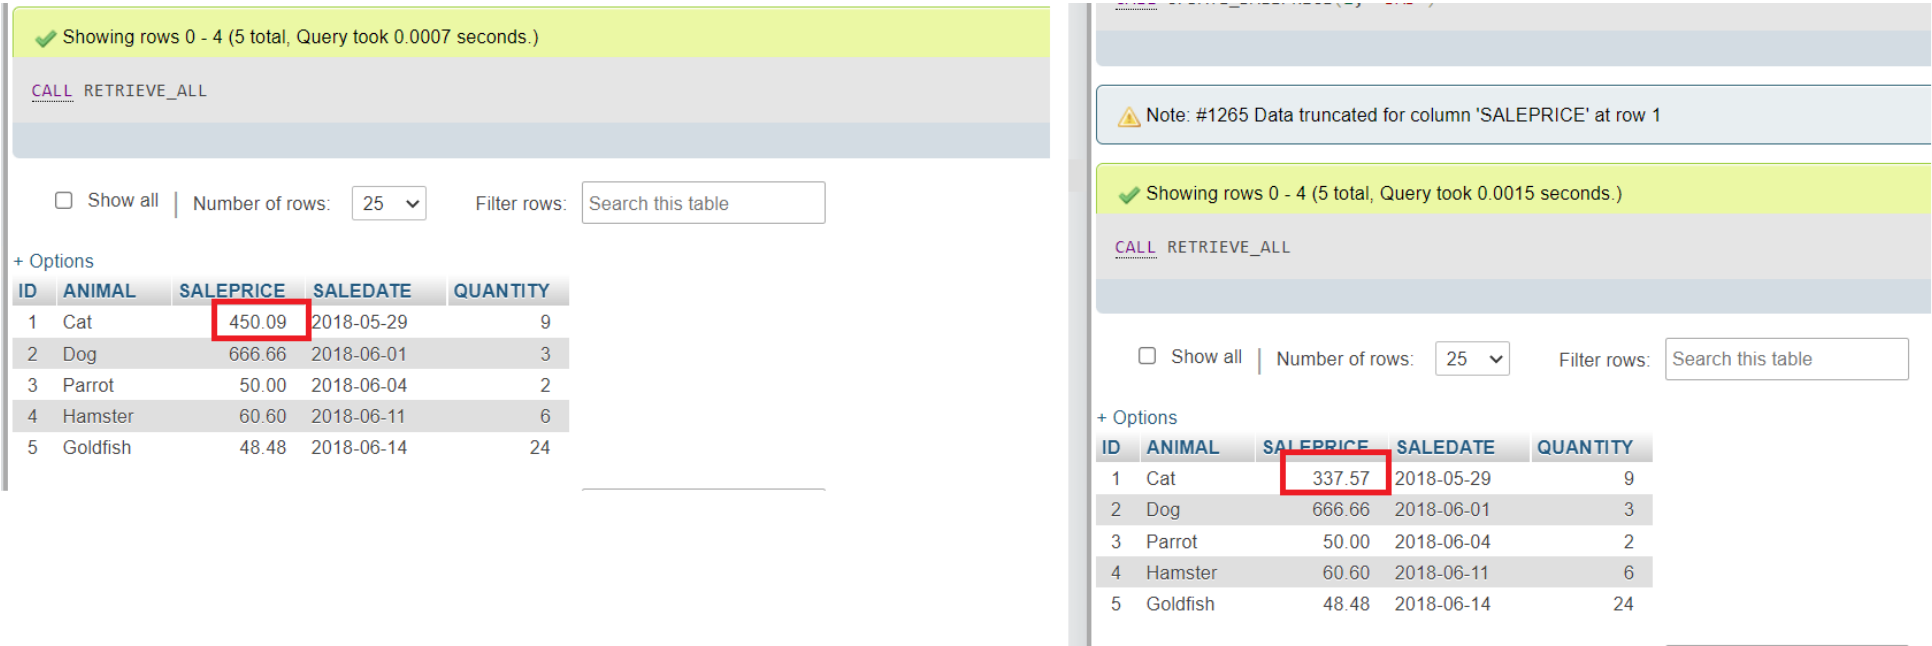 Showing rows 0 - 4 (5 total, Query took 0.0007 seconds.)
CALL RETRIEVE_ALL
Show all | Number of rows: 25 Filter rows: Search this table
+ Options
ID ANIMAL SALEPRICE SALEDATE QUANTITY
1 Cat 450.09 2018-05-29 9
2 Dog 666.66 2018-06-01 3
3 Parrot 50.00 2018-06-04 2
4 Hamster 60.60 2018-06-11 6
5 Goldfish 48.48 2018-06-14 24
Note: #1265 Data truncated for column 'SALEPRICE' at row 1
Showing rows 0 - 4 (5 total, Query took 0.0015 seconds.)
CALL RETRIEVE_ALL
Show all | Number of rows: 25 Filter rows: Search this table
+ Options
ID ANIMAL SALEPRICE SALEDATE QUANTITY
1 Cat 337.57 2018-05-29 9
2 Dog 666.66 2018-06-01 3
3 Parrot 50.00 2018-06-04 2
4 Hamster 60.60 2018-06-11 6
5 Goldfish 48.48 2018-06-14 24